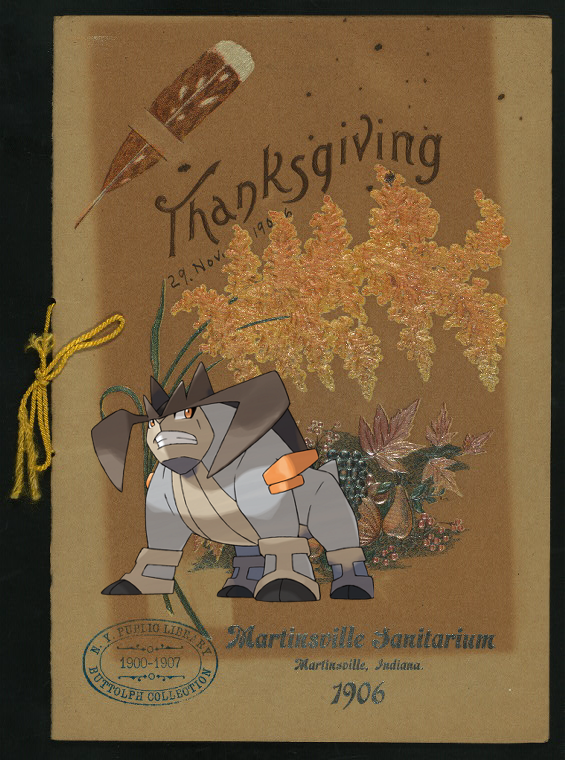 Thanksgiving
29. Nov. 1906
Martinsville Sanitarium
Martinsville, Indiana.
1906
N. Y. PUBLIC LIBRARY
1900-1907
BUTTOLPH COLLECTION